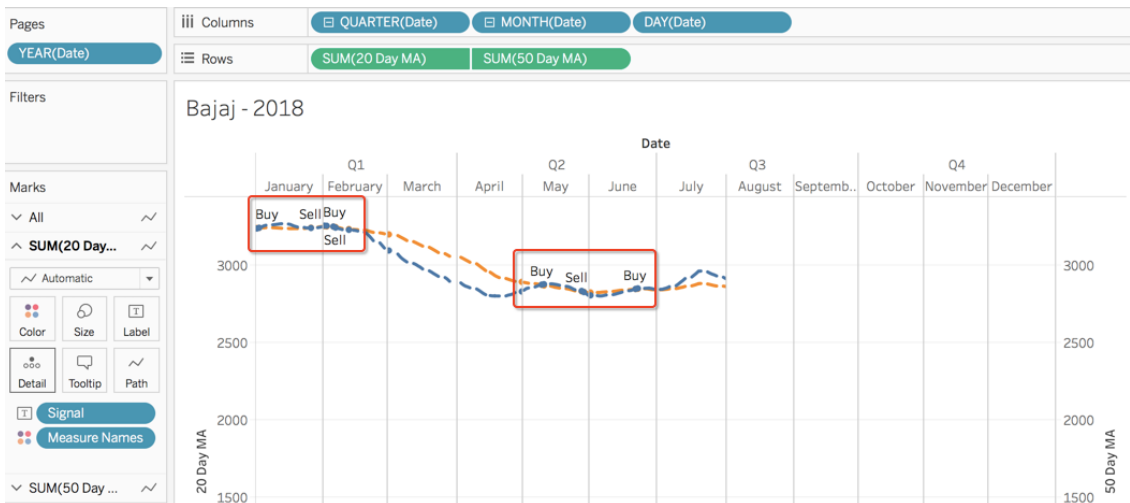 Pages
YEAR(Date)
Filters
Marks
All
SUM(20 Day...
Automatic
Color Size Label
Detail Tooltip Path
Signal
Measure Names
SUM(50 Day ...
Columns QUARTER(Date) MONTH(Date) DAY(Date)
Rows SUM(20 Day MA) SUM(50 Day MA)
Bajaj - 2018
Date
Q1 Q2 Q3 Q4
January February March April May June July August Septemb.. October November December
Buy Sell Buy
Sell
3000 3000
Buy Sell Buy
2500 2500
2000 2000
1500 1500
20 Day MA
50 Day MA